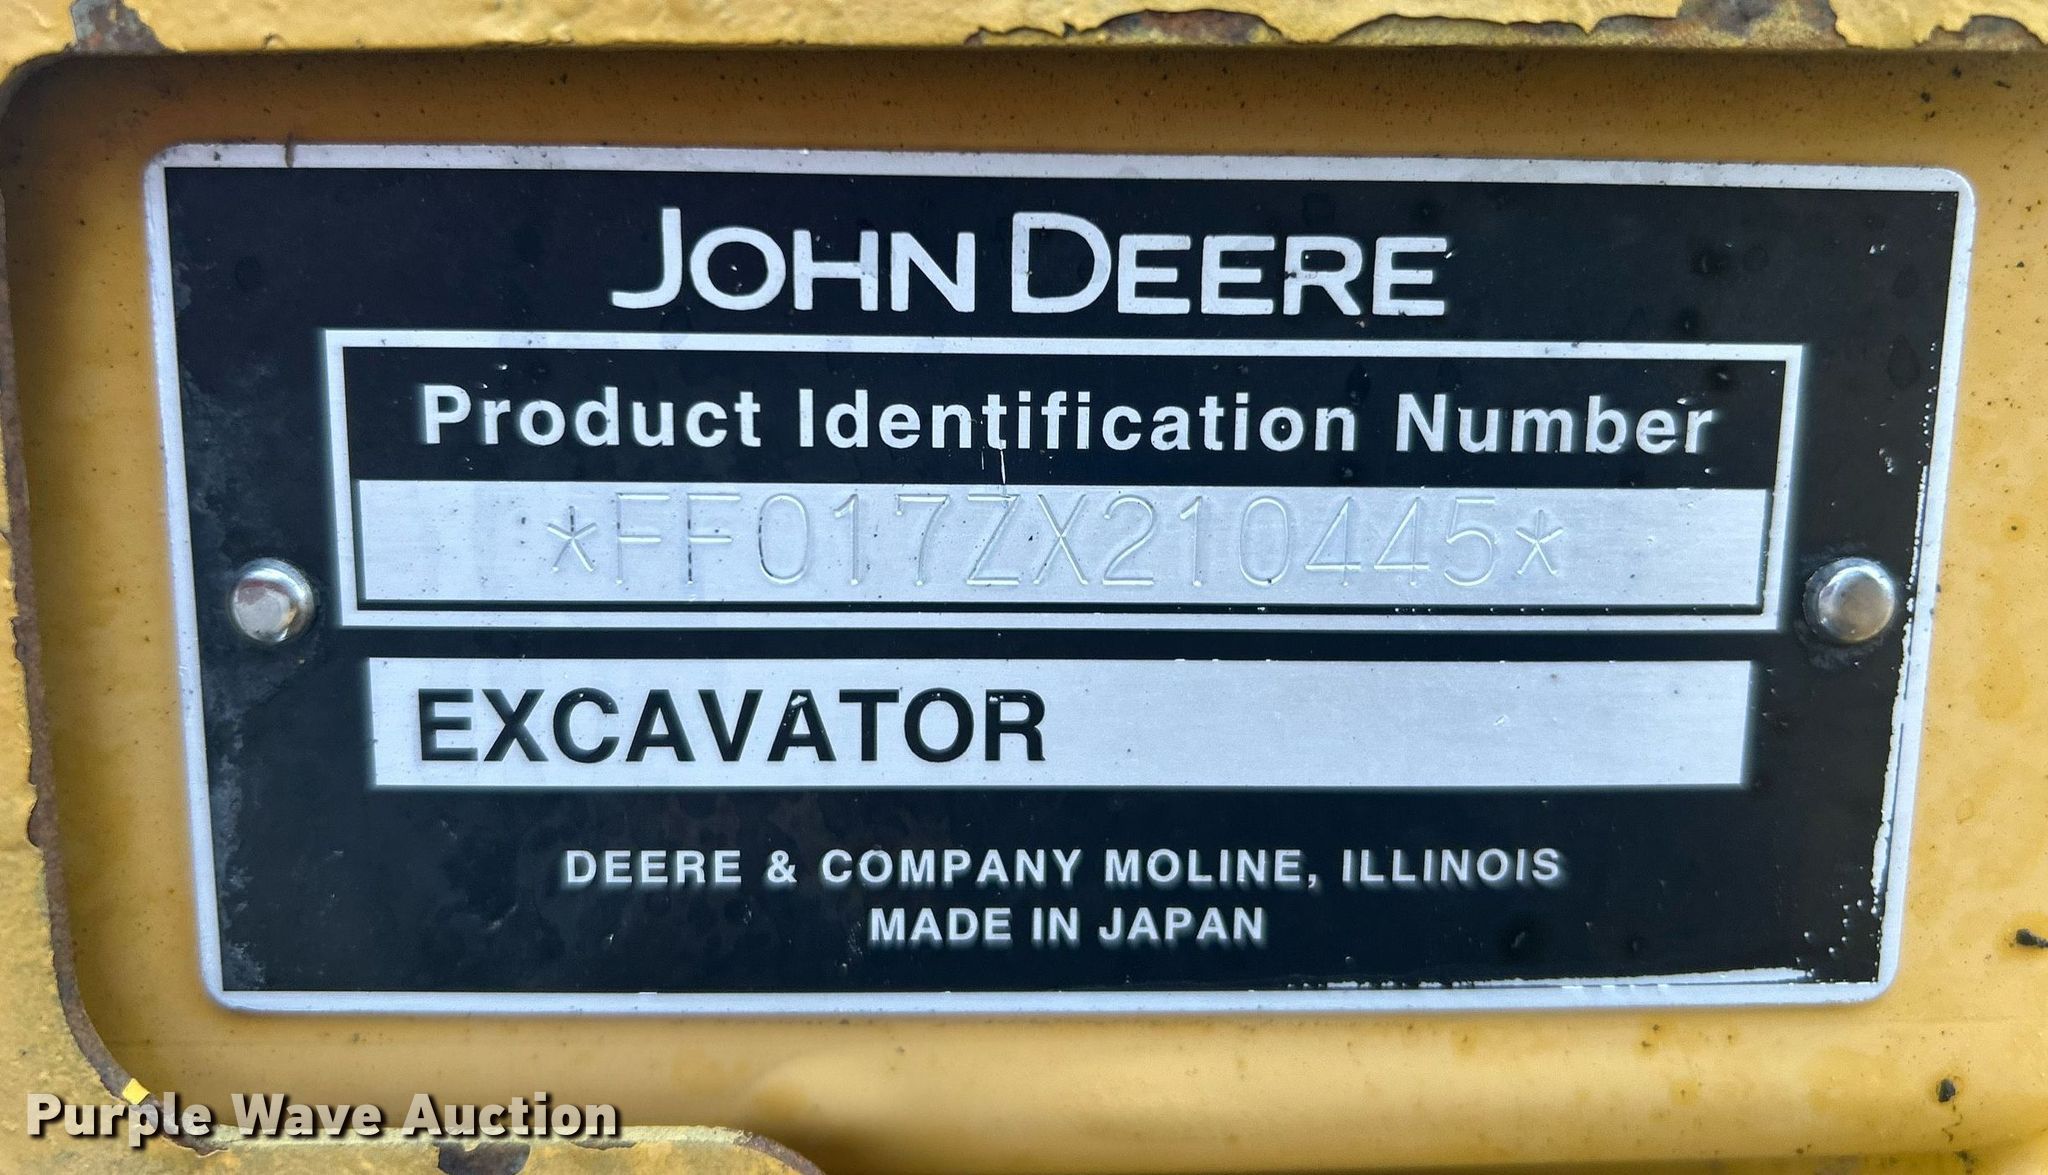 JOHN DEERE
Product Identification Number
*FF017ZX210445*
EXCAVATOR
DEERE & COMPANY MOLINE, ILLINOIS
MADE IN JAPAN
Purple Wave Auction